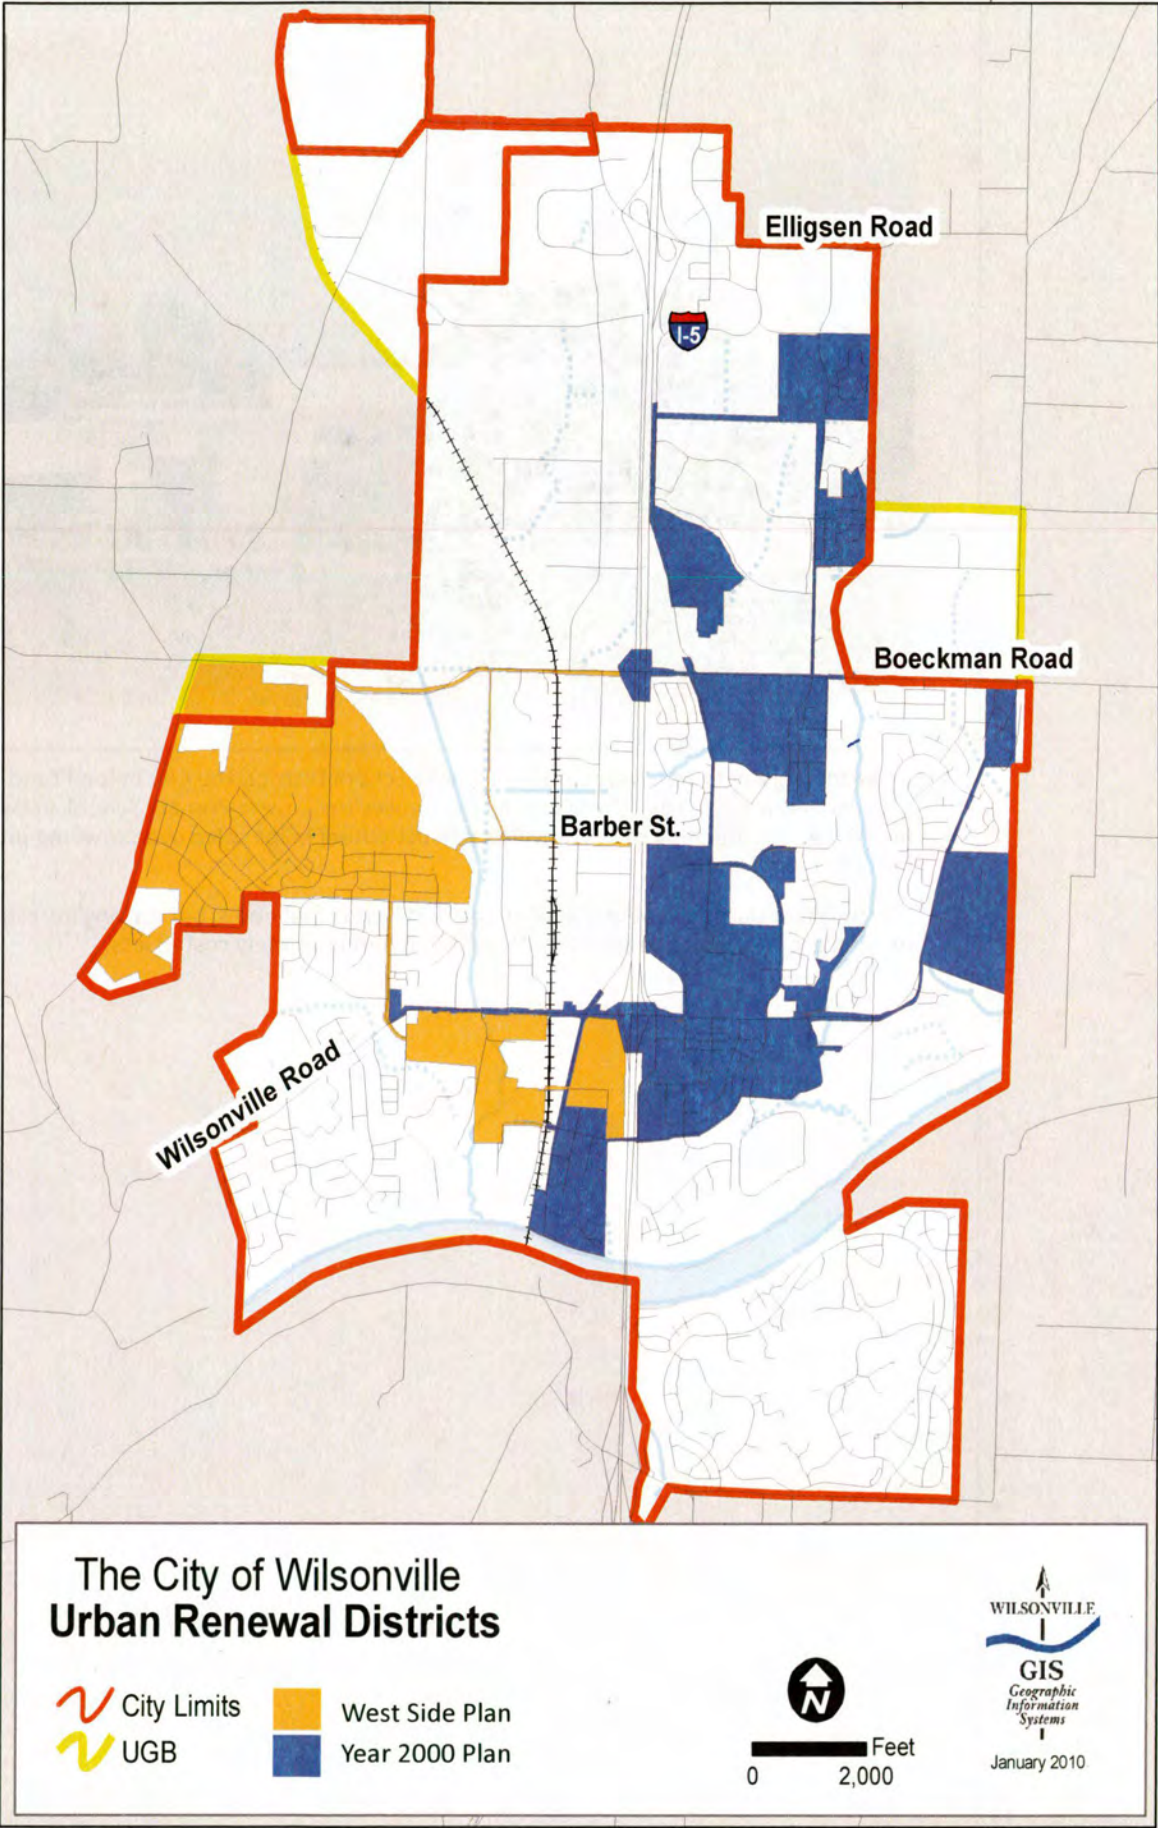 Elligsen Road
I-5
Boeckman Road
Barber St.
Wilsonville Road
The City of Wilsonville
Urban Renewal Districts
City Limits
UGB
West Side Plan
Year 2000 Plan
N
Feet
0 2,000
WILSONVILLE
GIS
Geographic
Information
Systems
January 2010